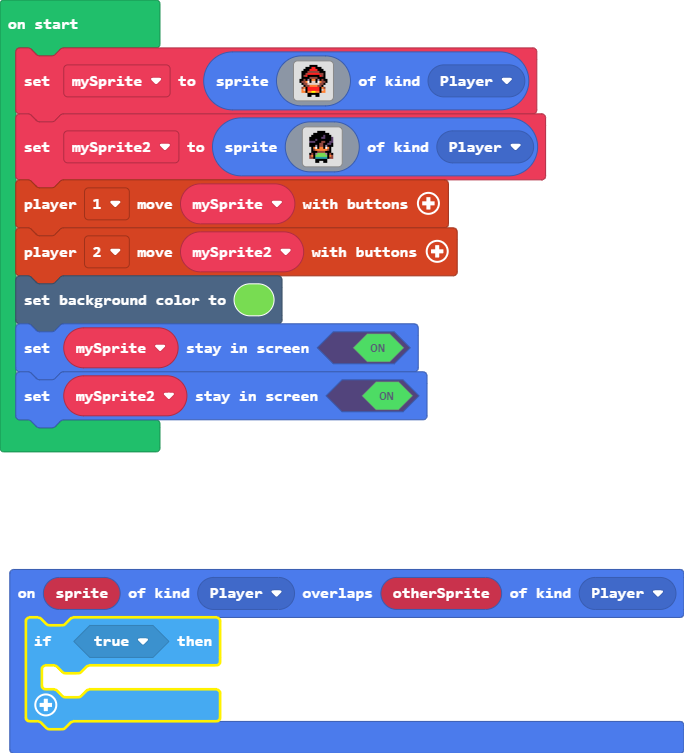 on start
set mySprite to sprite of kind Player
set mySprite2 to sprite of kind Player
player 1 move mySprite with buttons
player 2 move mySprite2 with buttons
set background color to
set mySprite stay in screen ON
set mySprite2 stay in screen ON
on sprite of kind Player overlaps otherSprite of kind Player
if true then